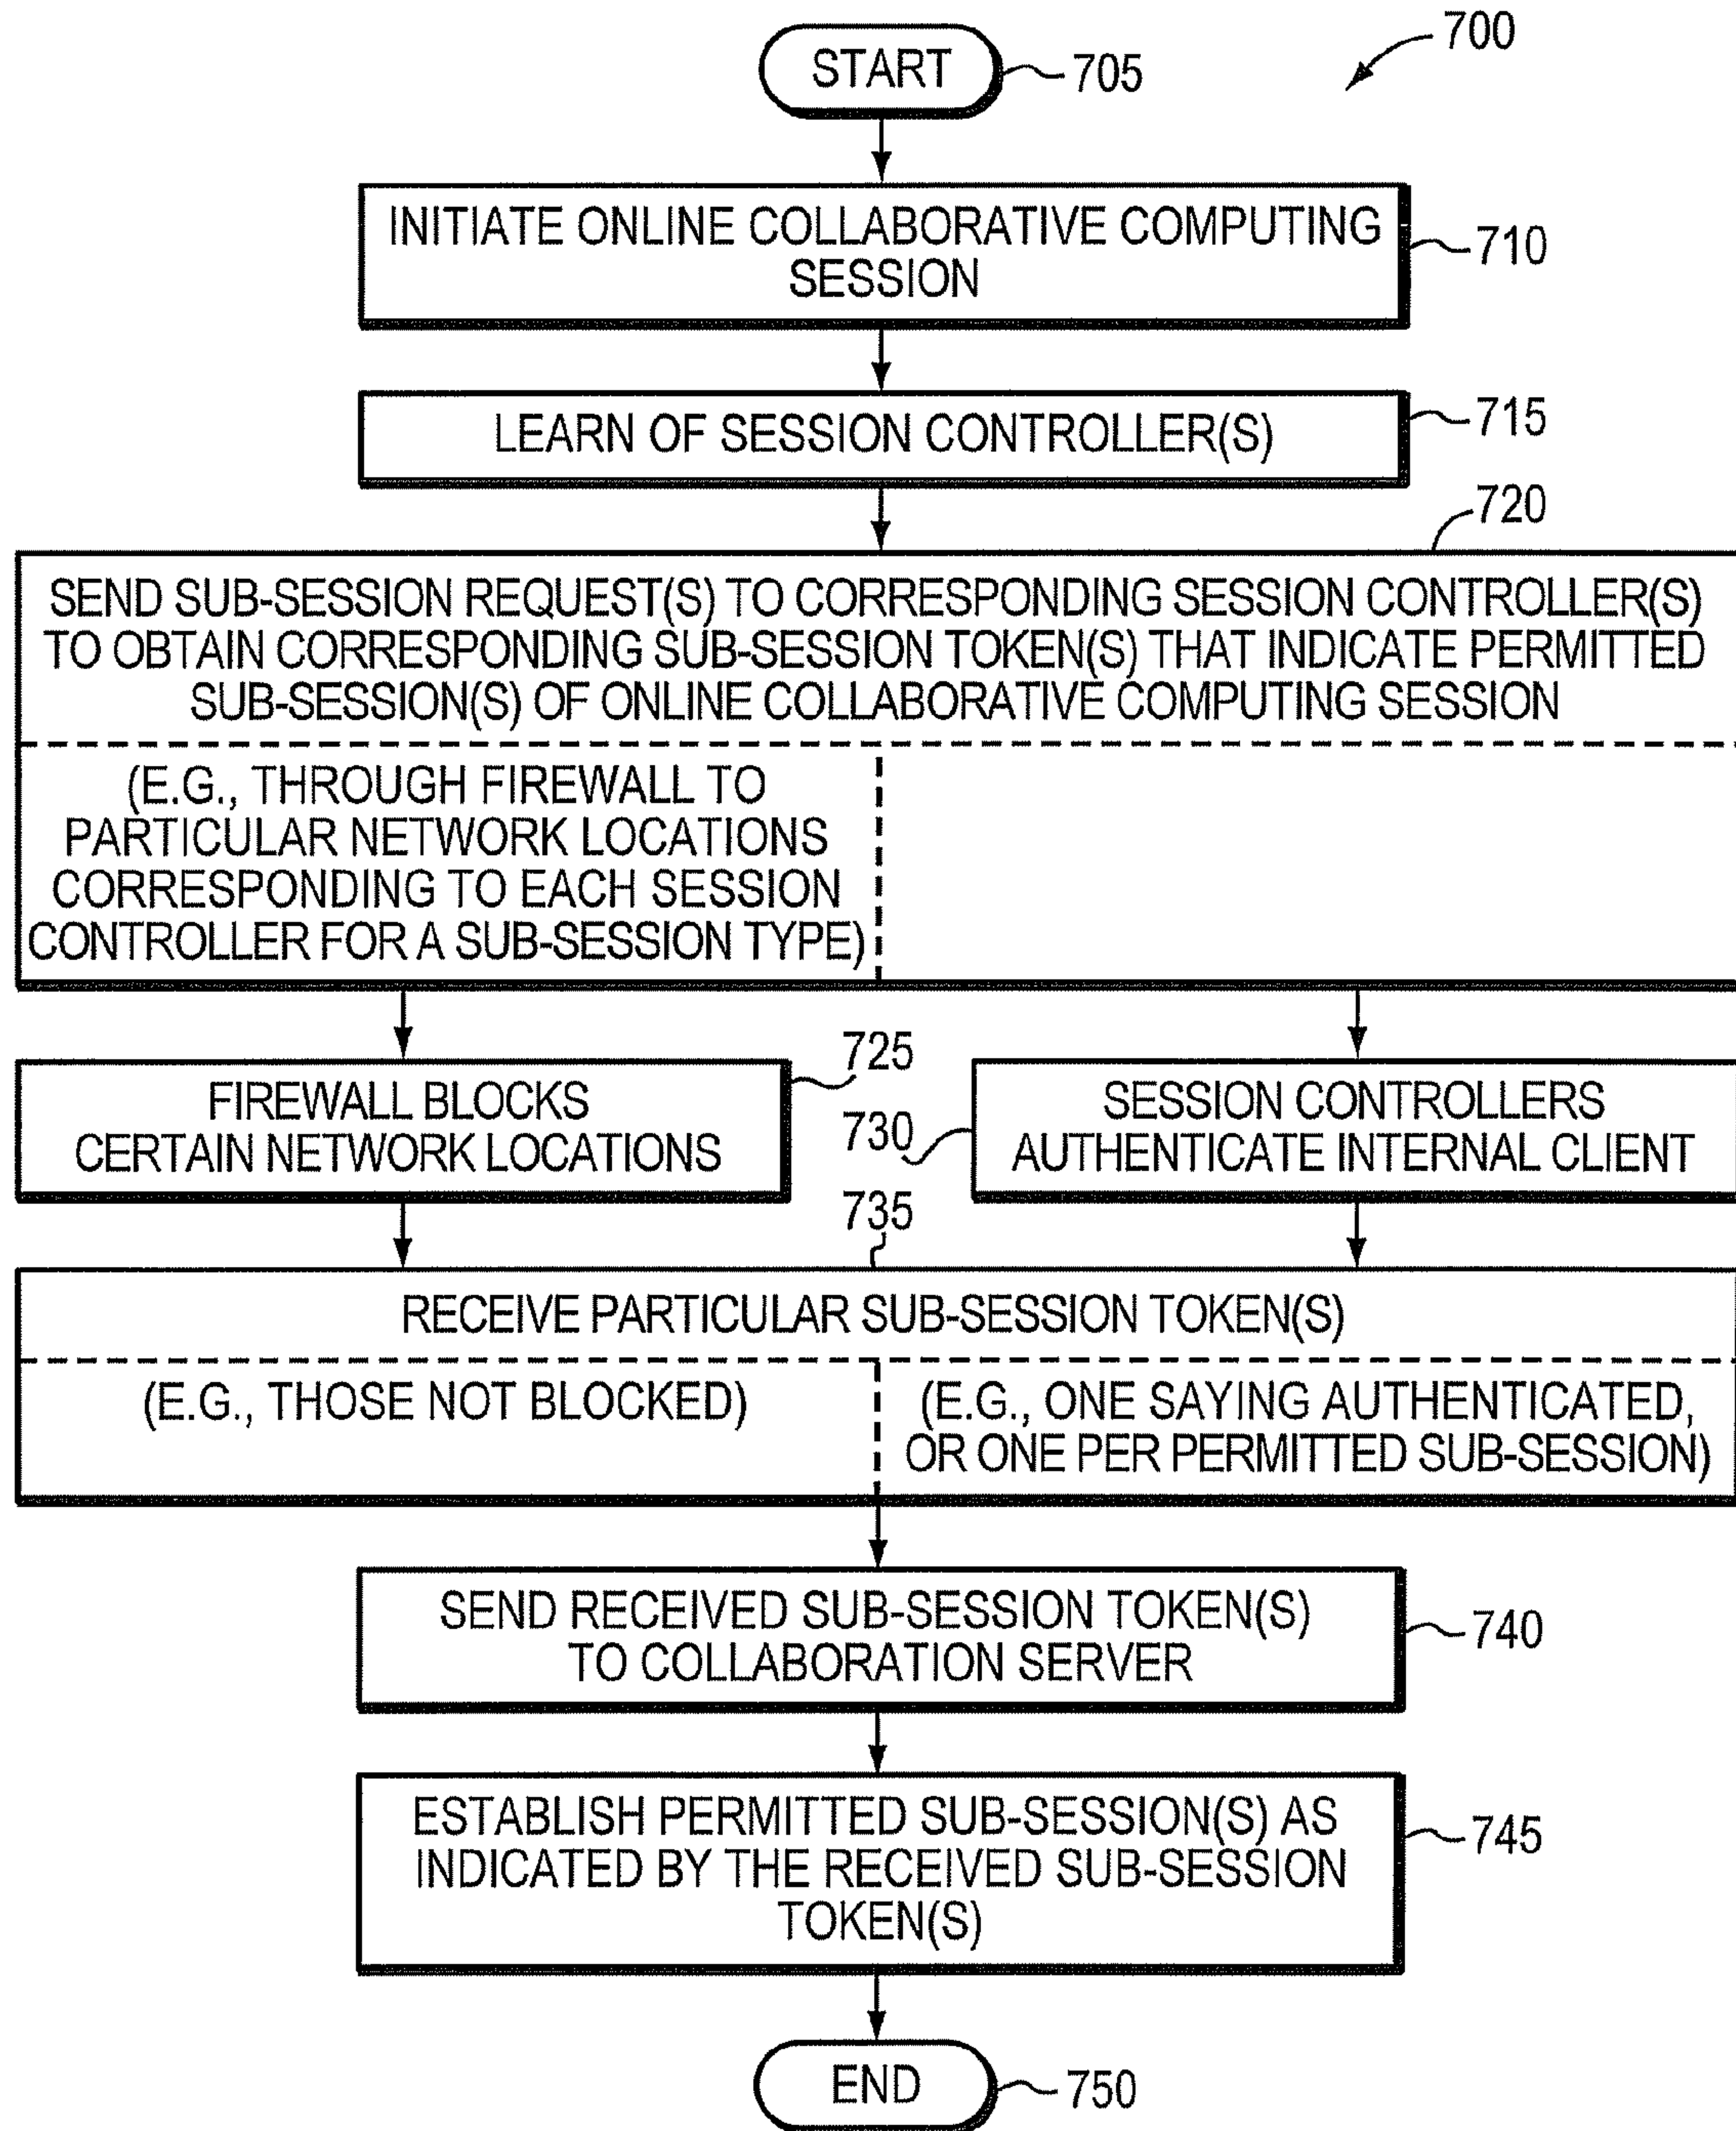 700
START
705
INITIATE ONLINE COLLABORATIVE COMPUTING
SESSION
710
LEARN OF SESSION CONTROLLER(S)
715
720
SEND SUB-SESSION REQUEST(S) TO CORRESPONDING SESSION CONTROLLER(S)
TO OBTAIN CORRESPONDING SUB-SESSION TOKEN(S) THAT INDICATE PERMITTED
SUB-SESSION(S) OF ONLINE COLLABORATIVE COMPUTING SESSION
(E.G., THROUGH FIREWALL TO
PARTICULAR NETWORK LOCATIONS
CORRESPONDING TO EACH SESSION
CONTROLLER FOR A SUB-SESSION TYPE)
725
FIREWALL BLOCKS
CERTAIN NETWORK LOCATIONS
730
SESSION CONTROLLERS
AUTHENTICATE INTERNAL CLIENT
735
RECEIVE PARTICULAR SUB-SESSION TOKEN(S)
(E.G., THOSE NOT BLOCKED)
(E.G., ONE SAYING AUTHENTICATED,
OR ONE PER PERMITTED SUB-SESSION)
SEND RECEIVED SUB-SESSION TOKEN(S)
TO COLLABORATION SERVER
740
ESTABLISH PERMITTED SUB-SESSION(S) AS
INDICATED BY THE RECEIVED SUB-SESSION
TOKEN(S)
745
END
750